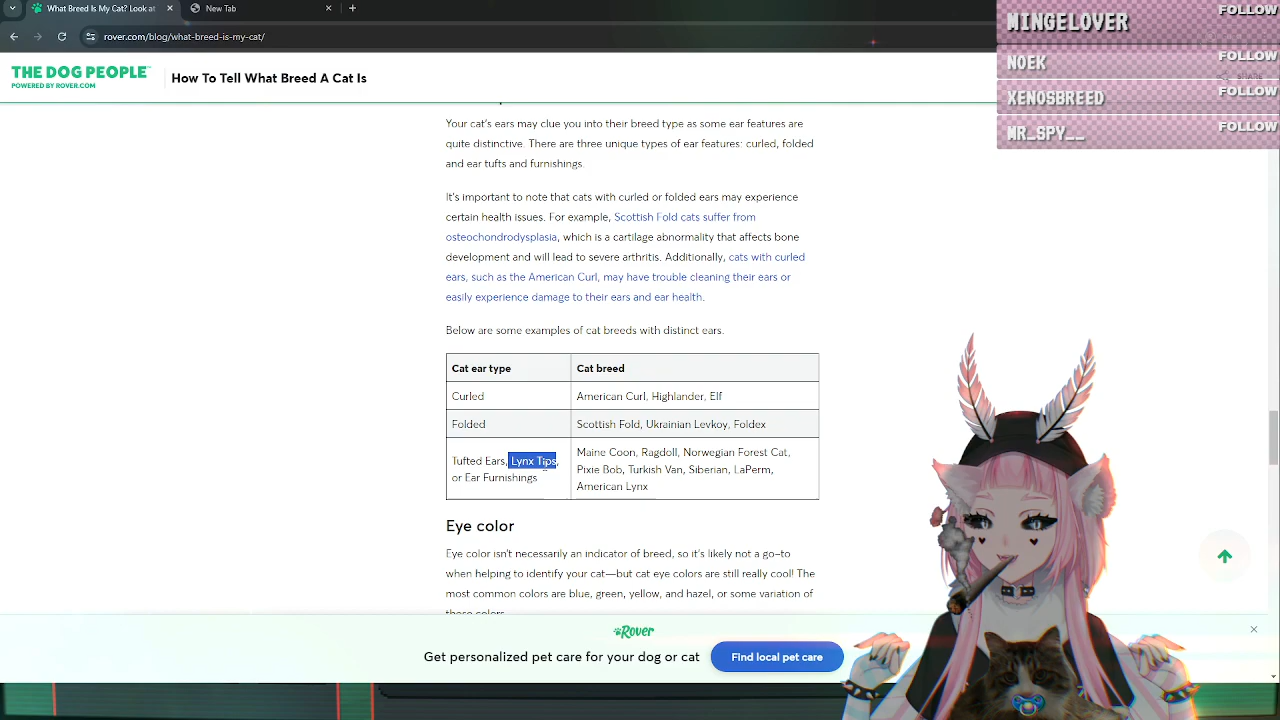 What Breed Is My Cat? Look at
New Tab
rover.com/blog/what-breed-is-my-cat/
THE DOG PEOPLE™
POWERED BY ROVER.COM
How To Tell What Breed A Cat Is
SHARE
MINGELOVER FOLLOW
NOEK FOLLOW
XENOSBREED FOLLOW
MR_SPY__ FOLLOW
Your cat's ears may clue you into their breed type as some ear features are
quite distinctive. There are three unique types of ear features: curled, folded
and ear tufts and furnishings.
It's important to note that cats with curled or folded ears may experience
certain health issues. For example, Scottish Fold cats suffer from
osteochondrodysplasia, which is a cartilage abnormality that affects bone
development and will lead to severe arthritis. Additionally, cats with curled
ears, such as the American Curl, may have trouble cleaning their ears or
easily experience damage to their ears and ear health.
Below are some examples of cat breeds with distinct ears.
Cat ear type Cat breed
Curled American Curl, Highlander, Elf
Folded Scottish Fold, Ukrainian Levkoy, Foldex
Tufted Ears, Lynx Tips,
or Ear Furnishings
Maine Coon, Ragdoll, Norwegian Forest Cat,
Pixie Bob, Turkish Van, Siberian, LaPerm,
American Lynx
Eye color
Eye color isn't necessarily an indicator of breed, so it's likely not a go-to
when helping to identify your cat—but cat eye colors are still really cool! The
most common colors are blue, green, yellow, and hazel, or some variation of
these colors.
Rover
Get personalized pet care for your dog or cat
Find local pet care